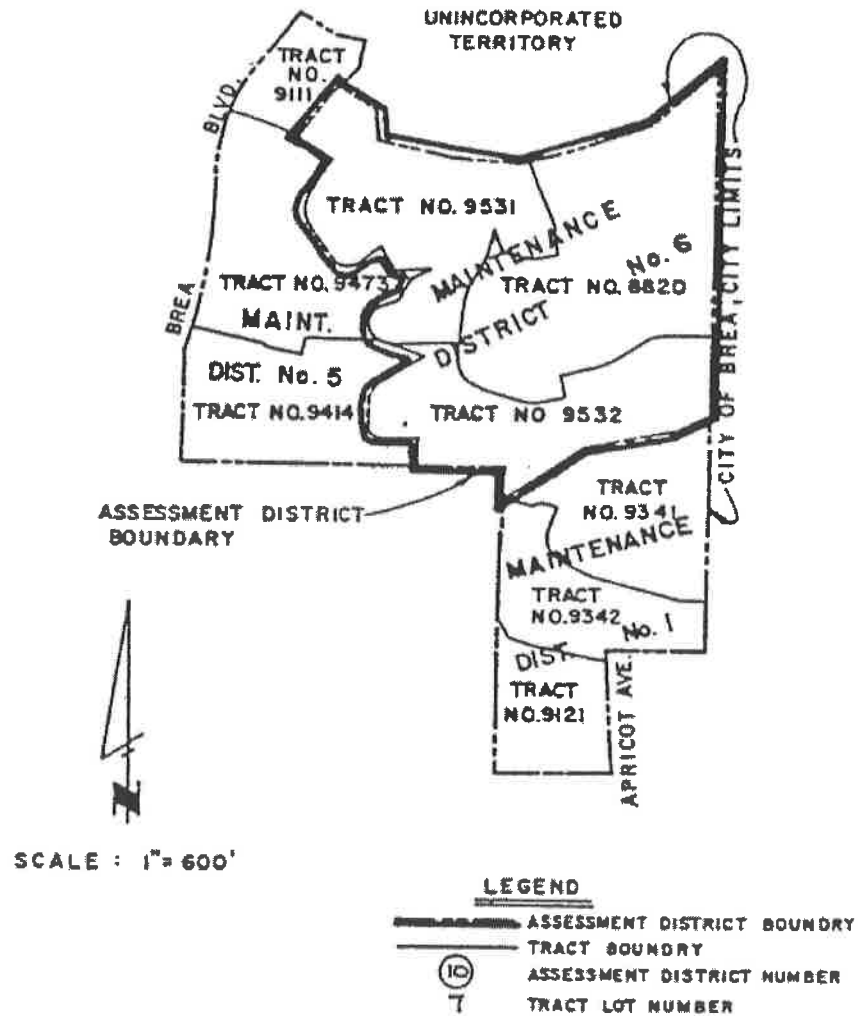 UNINCORPORATED
TERRITORY
TRACT
NO.
9111
BREA BLVD.
CITY OF BREA, CITY LIMITS
TRACT NO. 9531
MAINTENANCE
DISTRICT
No. 6
TRACT NO. 8820
TRACT NO. 9473
MAINT.
DIST. No. 5
TRACT NO. 9414
TRACT NO 9532
ASSESSMENT DISTRICT
BOUNDARY
TRACT
NO. 9341
MAINTENANCE
TRACT
NO. 9342
DIST. No. 1
TRACT
NO. 9121
APRICOT AVE.
N
SCALE : 1"= 600'
LEGEND
ASSESSMENT DISTRICT BOUNDRY
TRACT BOUNDRY
10 ASSESSMENT DISTRICT NUMBER
7 TRACT LOT NUMBER